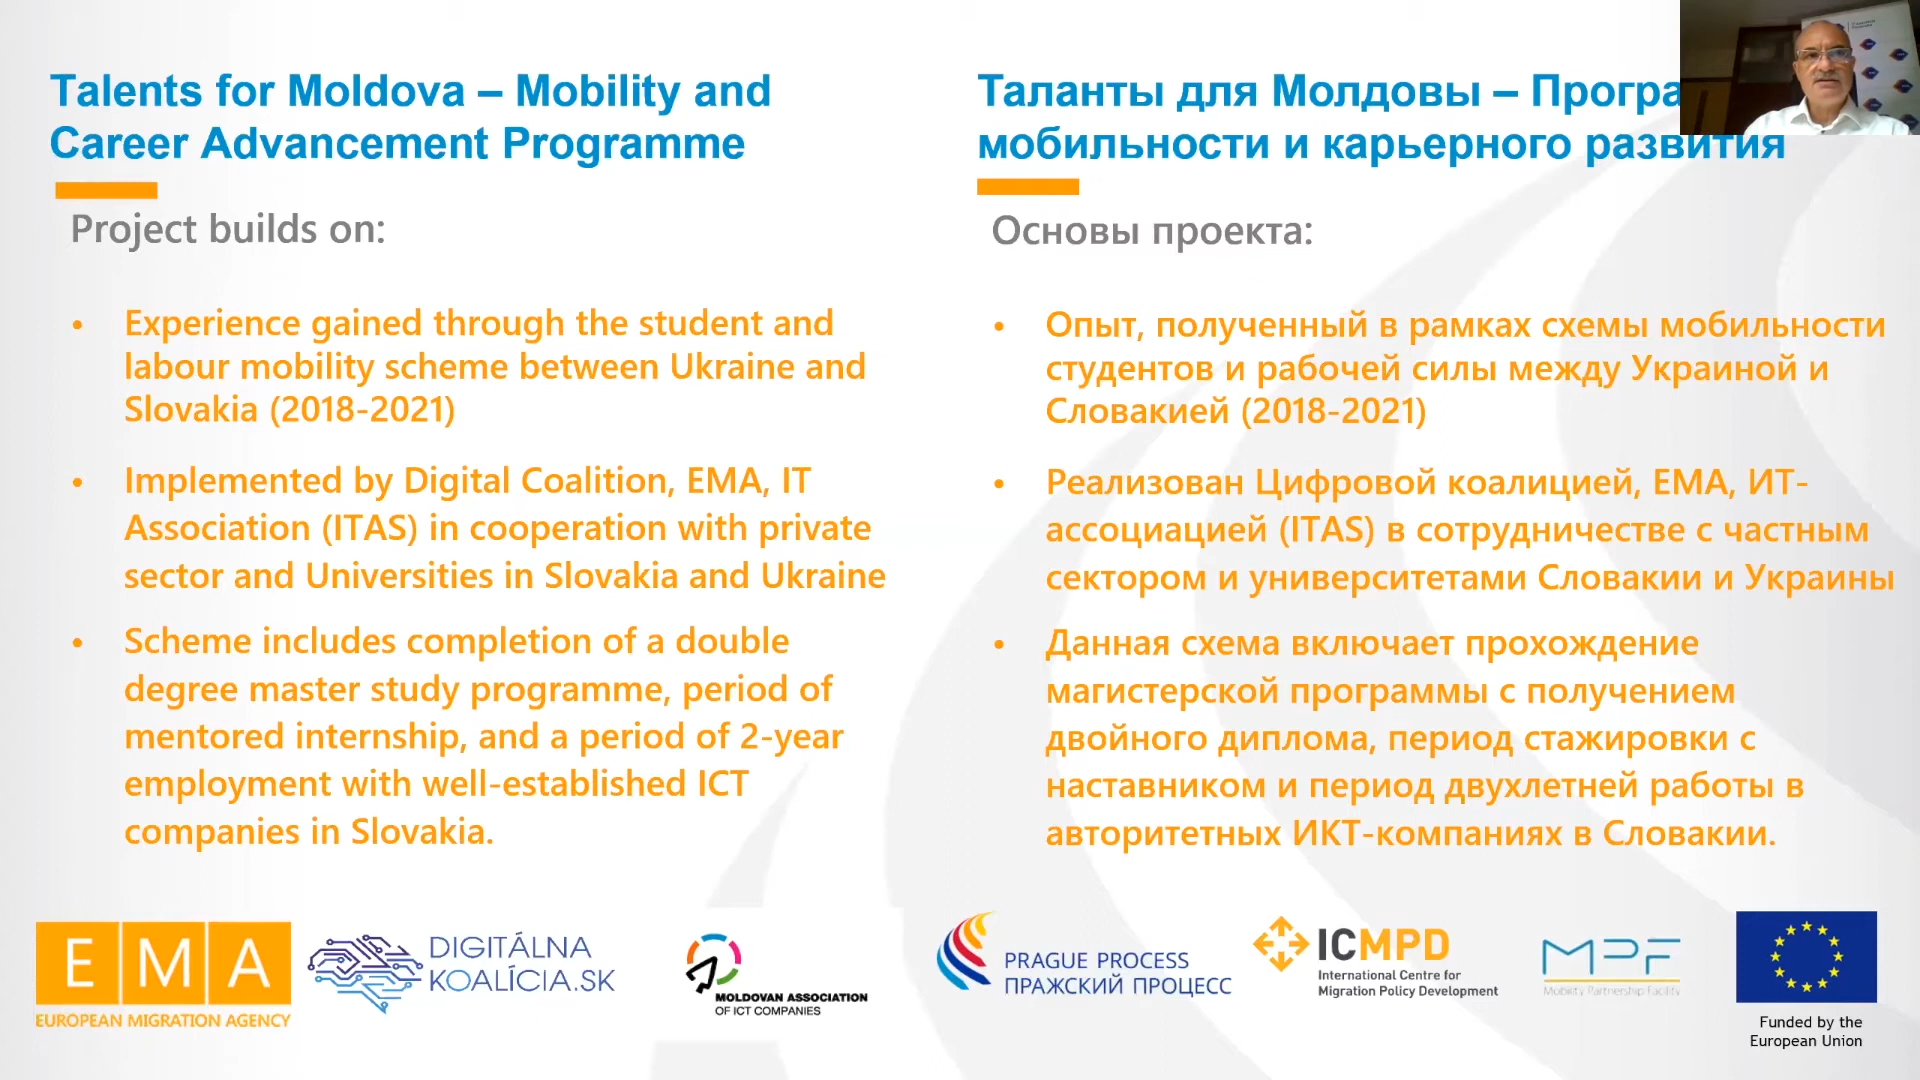 Talents for Moldova – Mobility and
Career Advancement Programme
Project builds on:
• Experience gained through the student and
labour mobility scheme between Ukraine and
Slovakia (2018-2021)
• Implemented by Digital Coalition, EMA, IT
Association (ITAS) in cooperation with private
sector and Universities in Slovakia and Ukraine
• Scheme includes completion of a double
degree master study programme, period of
mentored internship, and a period of 2-year
employment with well-established ICT
companies in Slovakia.
Таланты для Молдовы – Програ
мобильности и карьерного развития
Основы проекта:
• Опыт, полученный в рамках схемы мобильности
студентов и рабочей силы между Украиной и
Словакией (2018-2021)
• Реализован Цифровой коалицией, EMA, ИТ-
ассоциацией (ITAS) в сотрудничестве с частным
сектором и университетами Словакии и Украины
• Данная схема включает прохождение
магистерской программы с получением
двойного диплома, период стажировки с
наставником и период двухлетней работы в
авторитетных ИКТ-компаниях в Словакии.
EMA
EUROPEAN MIGRATION AGENCY
DIGITÁLNA
KOALÍCIA.SK
MOLDOVAN ASSOCIATION
OF ICT COMPANIES
PRAGUE PROCESS
ПРАЖСКИЙ ПРОЦЕСС
ICMPD
International Centre for
Migration Policy Development
MPF
Mobility Partnership Facility
Funded by the
European Union